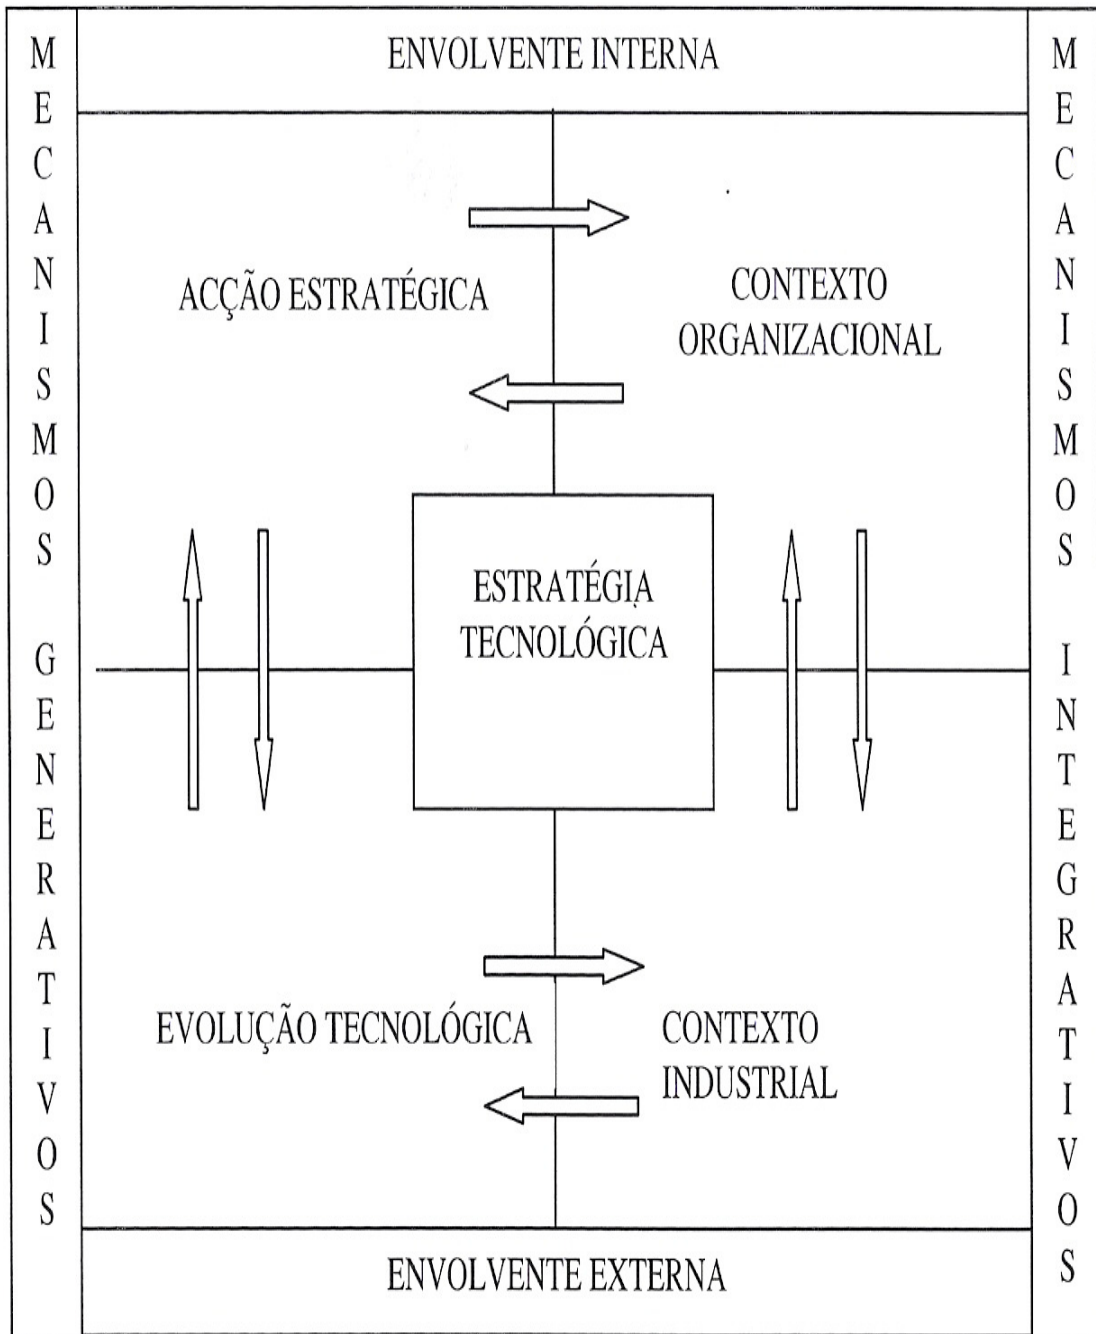 ENVOLVENTE INTERNA
MECANISMOS GENERATIVOS
MECANISMOS INTEGRATIVOS
ACÇÃO ESTRATÉGICA
CONTEXTO
ORGANIZACIONAL
ESTRATÉGIA
TECNOLÓGICA
EVOLUÇÃO TECNOLÓGICA
CONTEXTO
INDUSTRIAL
ENVOLVENTE EXTERNA